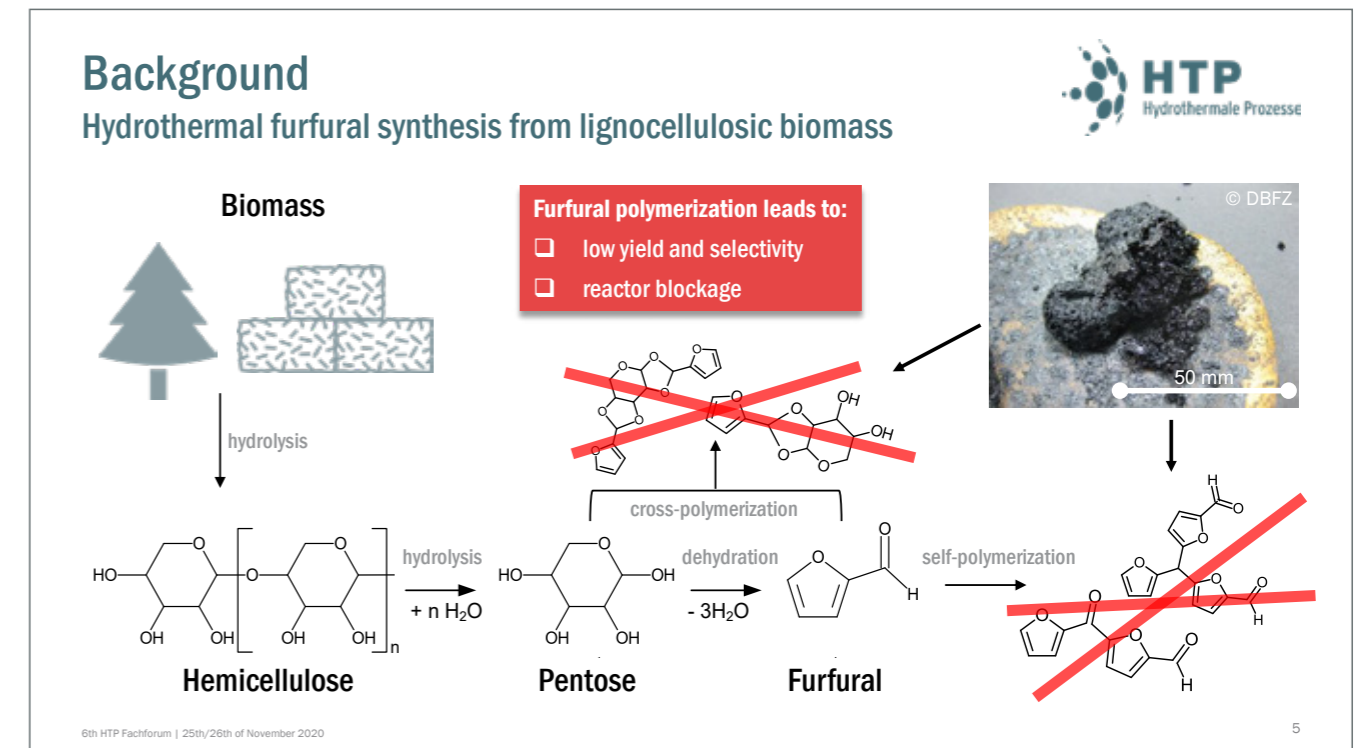 Background
Hydrothermal furfural synthesis from lignocellulosic biomass
HTP
Hydrothermale Prozesse
Biomass
Furfural polymerization leads to:
❑ low yield and selectivity
❑ reactor blockage
© DBFZ
50 mm
O
O
O
O
O
O
O
O
O
O
O
OH
OH
hydrolysis
cross-polymerization
HO
O
OH
OH
O
O
OH
OH
n
hydrolysis
+ n H₂O
HO
O
OH
OH
OH
dehydration
- 3H₂O
O
O
H
self-polymerization
H
O
O
O
O
O
H
O
O
O
O
H
Hemicellulose
Pentose
Furfural
6th HTP Fachforum | 25th/26th of November 2020
5